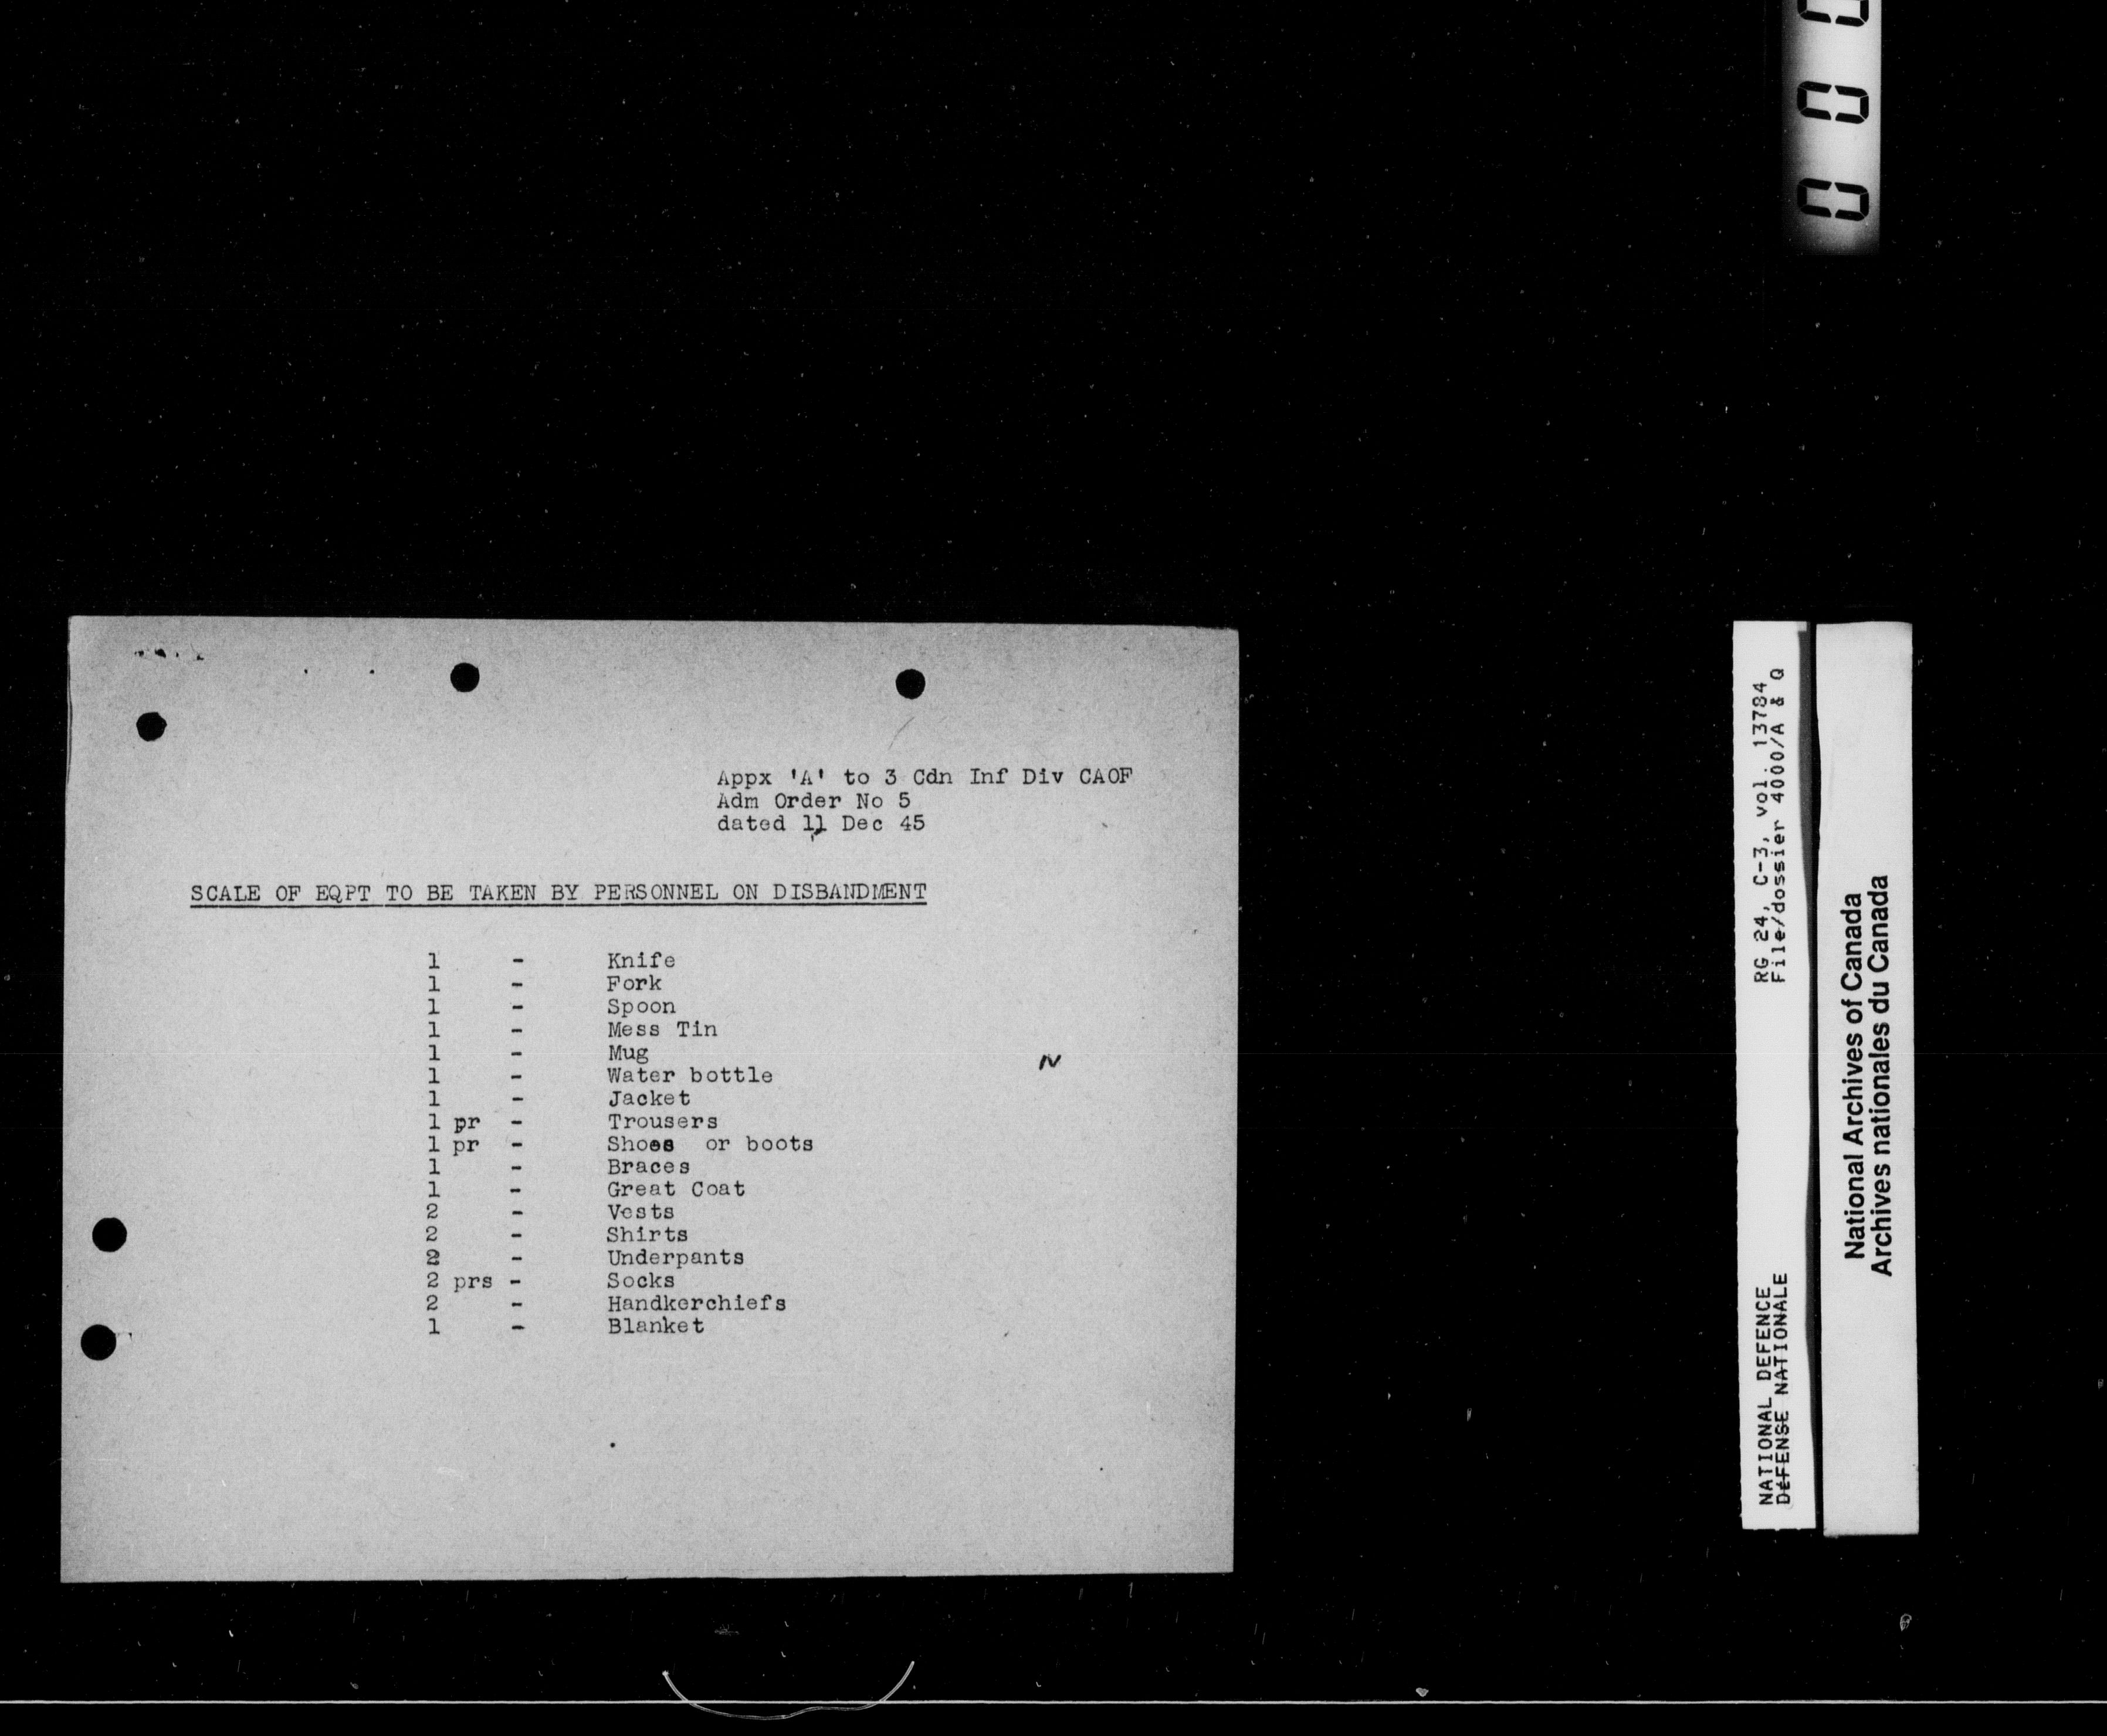 Appx 'A' to 3 Cdn Inf Div CAOF
Adm Order No 5
dated 11 Dec 45
SCALE OF EQPT TO BE TAKEN BY PERSONNEL ON DISBANDMENT
1 - Knife
1 - Fork
1 - Spoon
1 - Mess Tin
1 - Mug
1 - Water bottle
1 - Jacket
1 pr - Trousers
1 pr - Shoes or boots
1 - Braces
1 - Great Coat
2 - Vests
2 - Shirts
2 - Underpants
2 prs - Socks
2 - Handkerchiefs
1 - Blanket
N
000
RG 24, C-3, vol. 13784
File/dossier 4000/A & Q
NATIONAL DEFENCE
DéFENSE NATIONALE
National Archives of Canada
Archives nationales du Canada